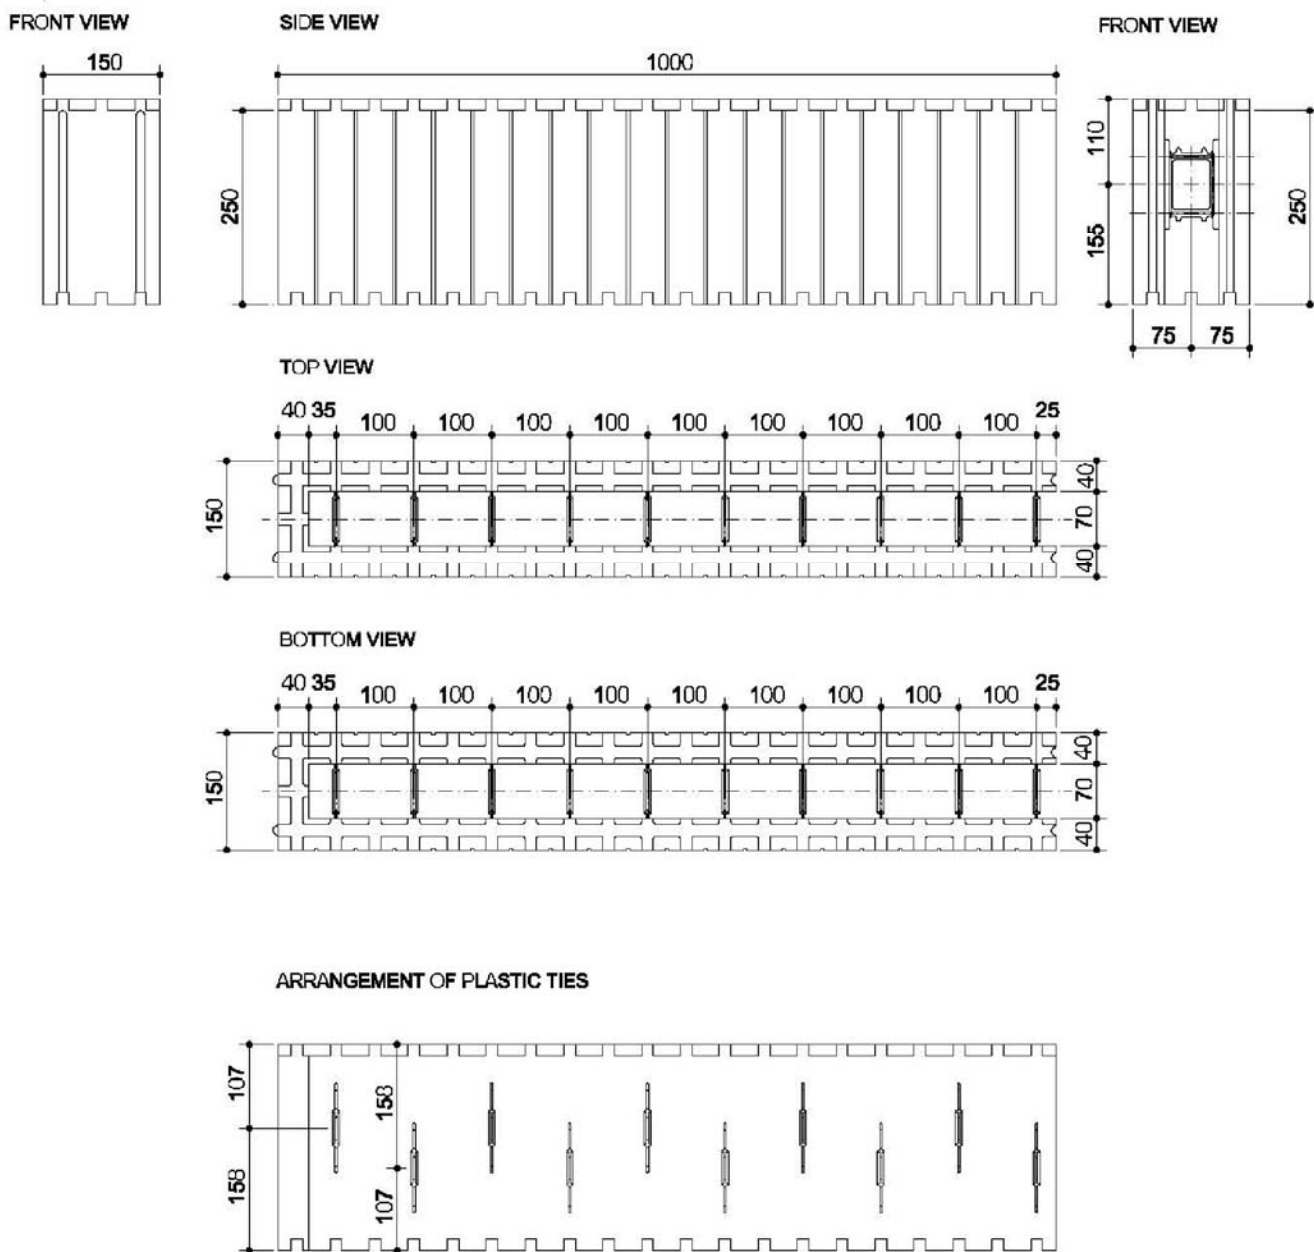 FRONT VIEW
SIDE VIEW
FRONT VIEW
150
1000
250
110
155
250
75 75
TOP VIEW
40 35 100 100 100 100 100 100 100 100 100 25
150
40
70
40
BOTTOM VIEW
40 35 100 100 100 100 100 100 100 100 100 25
150
40
70
40
ARRANGEMENT OF PLASTIC TIES
107
158
158
107